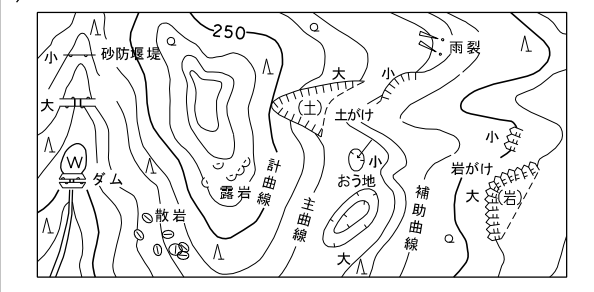 250
砂防堰堤
小
大
雨裂
大
小
大
(土)
土がけ
W
ダム
小
おう地
大
露岩
散岩
計曲線
主曲線
補助曲線
小
岩がけ
大
(岩)